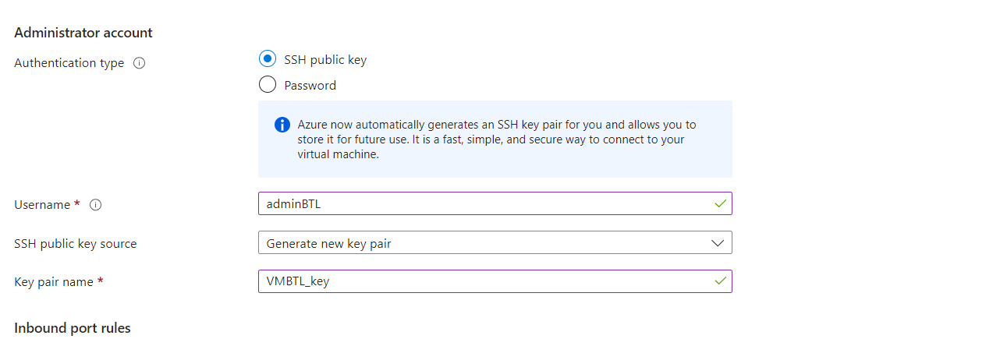 Administrator account
Authentication type
SSH public key
Password
Azure now automatically generates an SSH key pair for you and allows you to
store it for future use. It is a fast, simple, and secure way to connect to your
virtual machine.
Username *
adminBTL
SSH public key source
Generate new key pair
Key pair name *
VMBTL_key
Inbound port rules